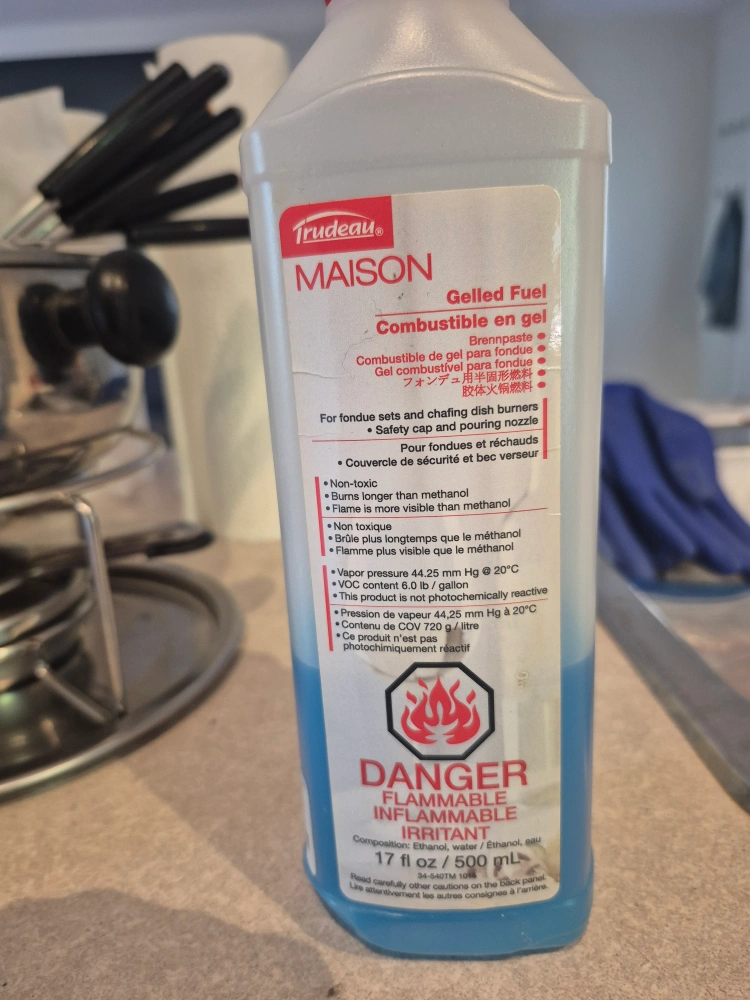 Trudeau®
MAISON
Gelled Fuel
Combustible en gel
Brennpaste •
Combustible de gel para fondue •
Gel combustível para fondue •
フォンデュ用半固形燃料 •
胶体火锅燃料 •
For fondue sets and chafing dish burners
• Safety cap and pouring nozzle
Pour fondues et réchauds
• Couvercle de sécurité et bec verseur
• Non-toxic
• Burns longer than methanol
• Flame is more visible than methanol
• Non toxique
• Brûle plus longtemps que le méthanol
• Flamme plus visible que le méthanol
• Vapor pressure 44.25 mm Hg @ 20°C
• VOC content 6.0 lb / gallon
• This product is not photochemically reactive
• Pression de vapeur 44,25 mm Hg à 20°C
• Contenu de COV 720 g / litre
• Ce produit n'est pas
photochimiquement réactif
DANGER
FLAMMABLE
INFLAMMABLE
IRRITANT
Composition: Ethanol, water / Éthanol, eau
17 fl oz / 500 mL
34-540TM
Read carefully other cautions on the back panel.
Lire attentivement les autres consignes à l'arrière.